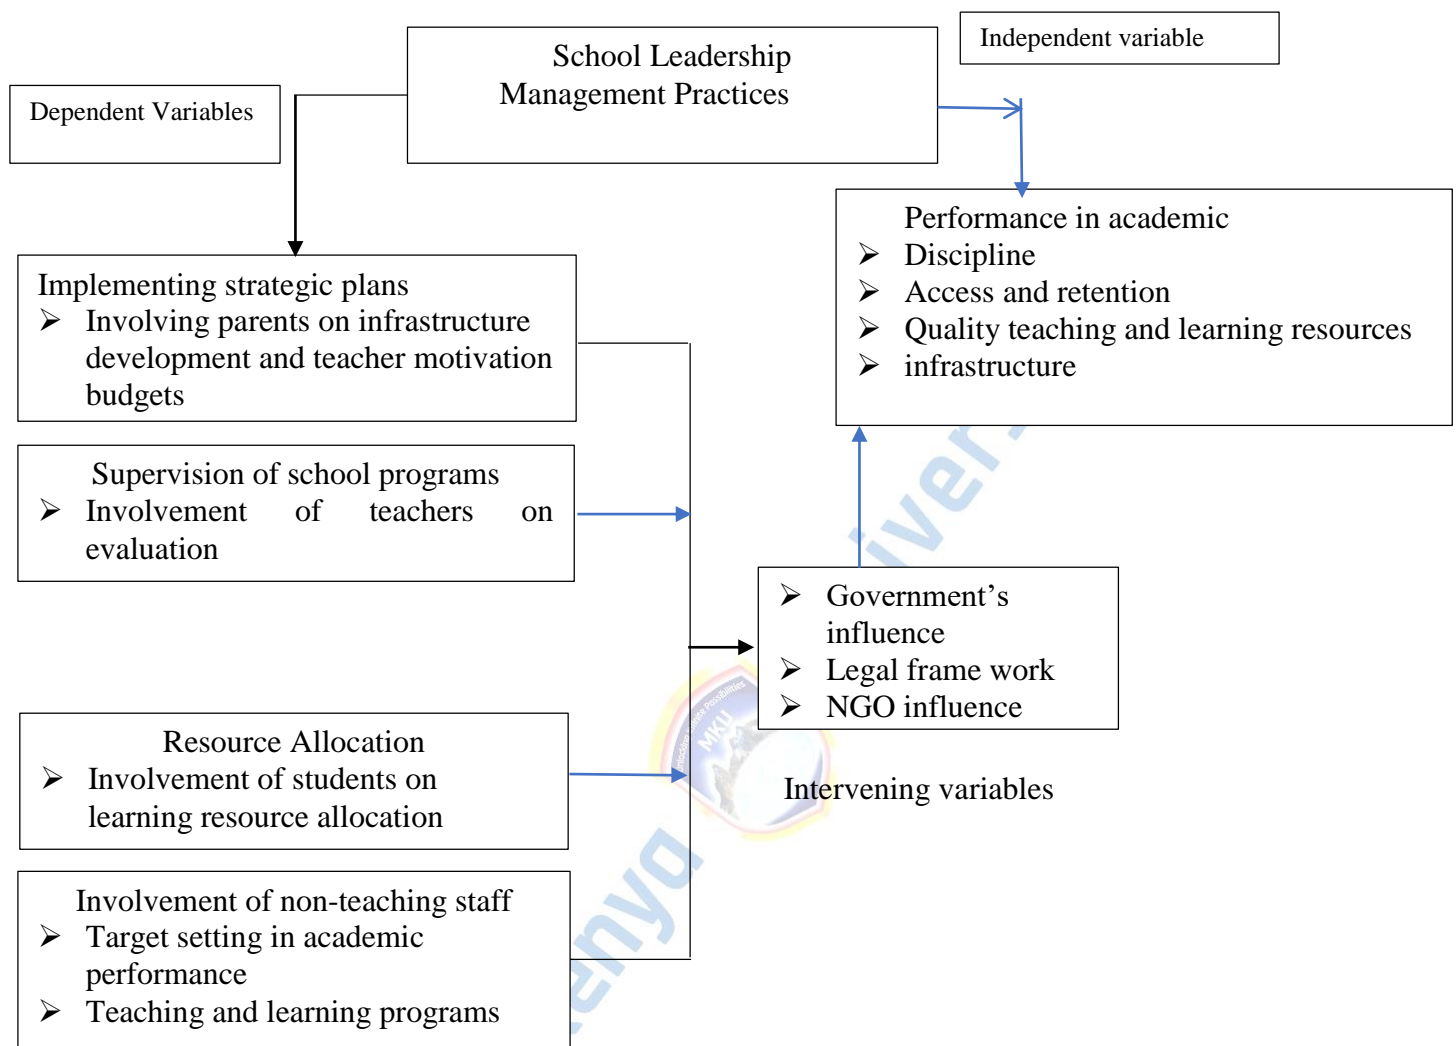 School Leadership
Management Practices
Independent variable
Dependent Variables
Implementing strategic plans
➢ Involving parents on infrastructure
development and teacher motivation
budgets
Performance in academic
➢ Discipline
➢ Access and retention
➢ Quality teaching and learning resources
➢ infrastructure
Supervision of school programs
➢ Involvement of teachers on
evaluation
➢ Government’s
influence
➢ Legal frame work
➢ NGO influence
Intervening variables
Resource Allocation
➢ Involvement of students on
learning resource allocation
Involvement of non-teaching staff
➢ Target setting in academic
performance
➢ Teaching and learning programs
MKU